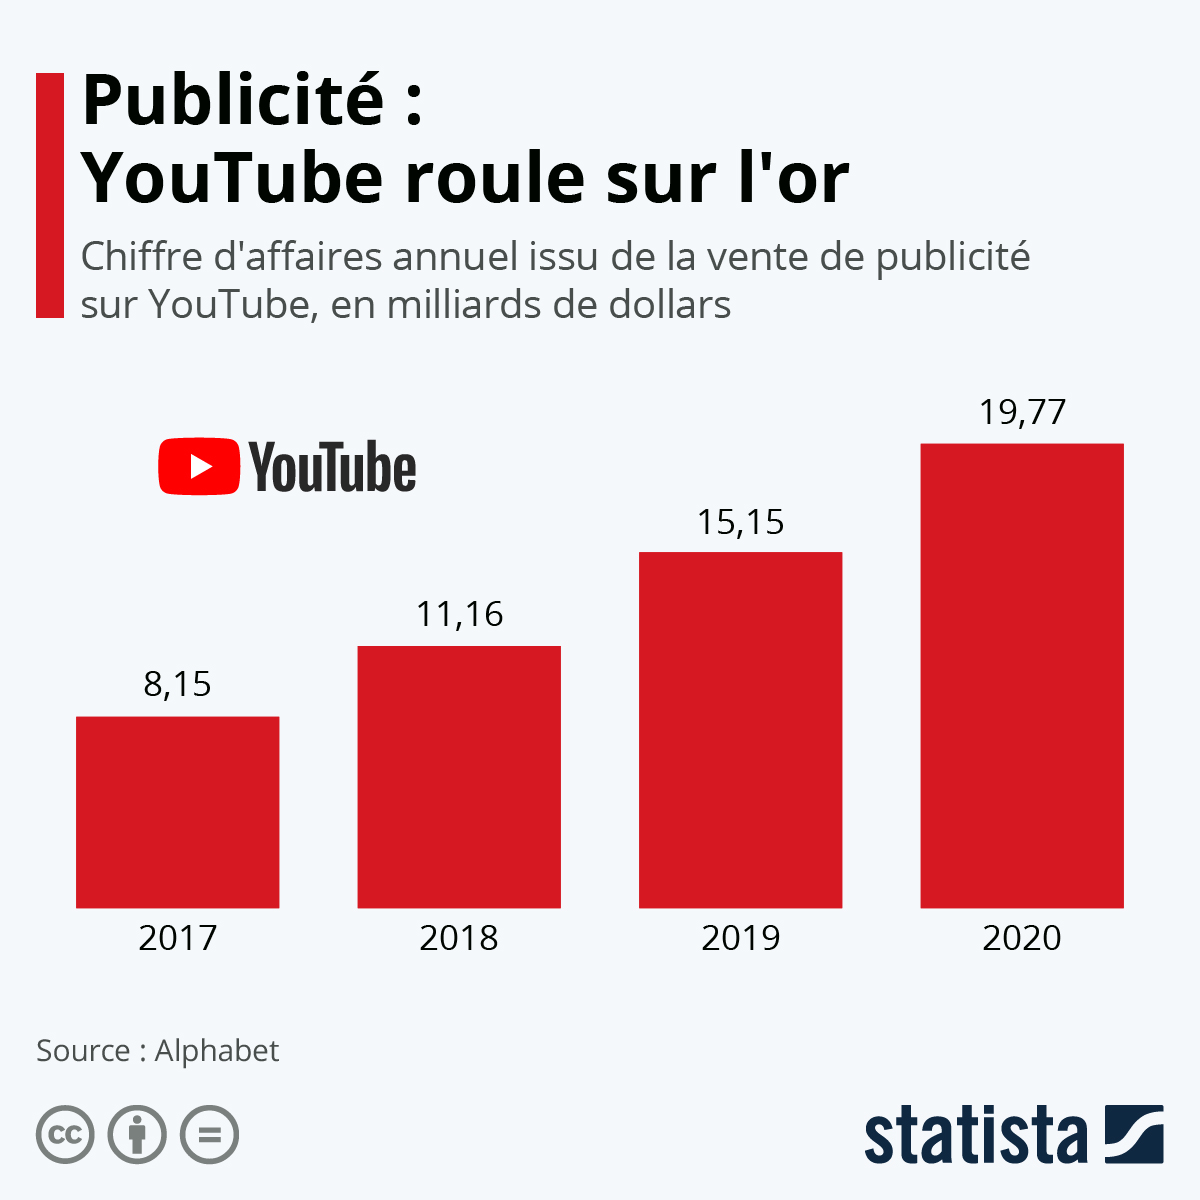 Publicité :
YouTube roule sur l'or
Chiffre d'affaires annuel issu de la vente de publicité
sur YouTube, en milliards de dollars
YouTube
8,15
11,16
15,15
19,77
2017
2018
2019
2020
Source : Alphabet
cc
=
statista